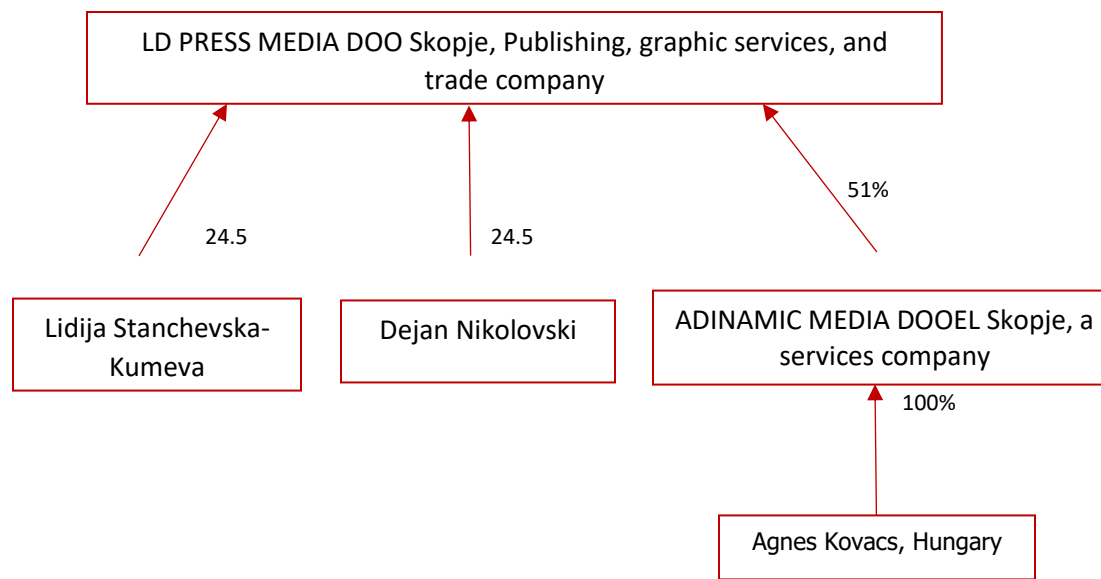 LD PRESS MEDIA DOO Skopje, Publishing, graphic services, and
trade company
51%
24.5
24.5
Lidija Stanchevska-
Kumeva
Dejan Nikolovski
ADINAMIC MEDIA DOOEL Skopje, a
services company
100%
Agnes Kovacs, Hungary